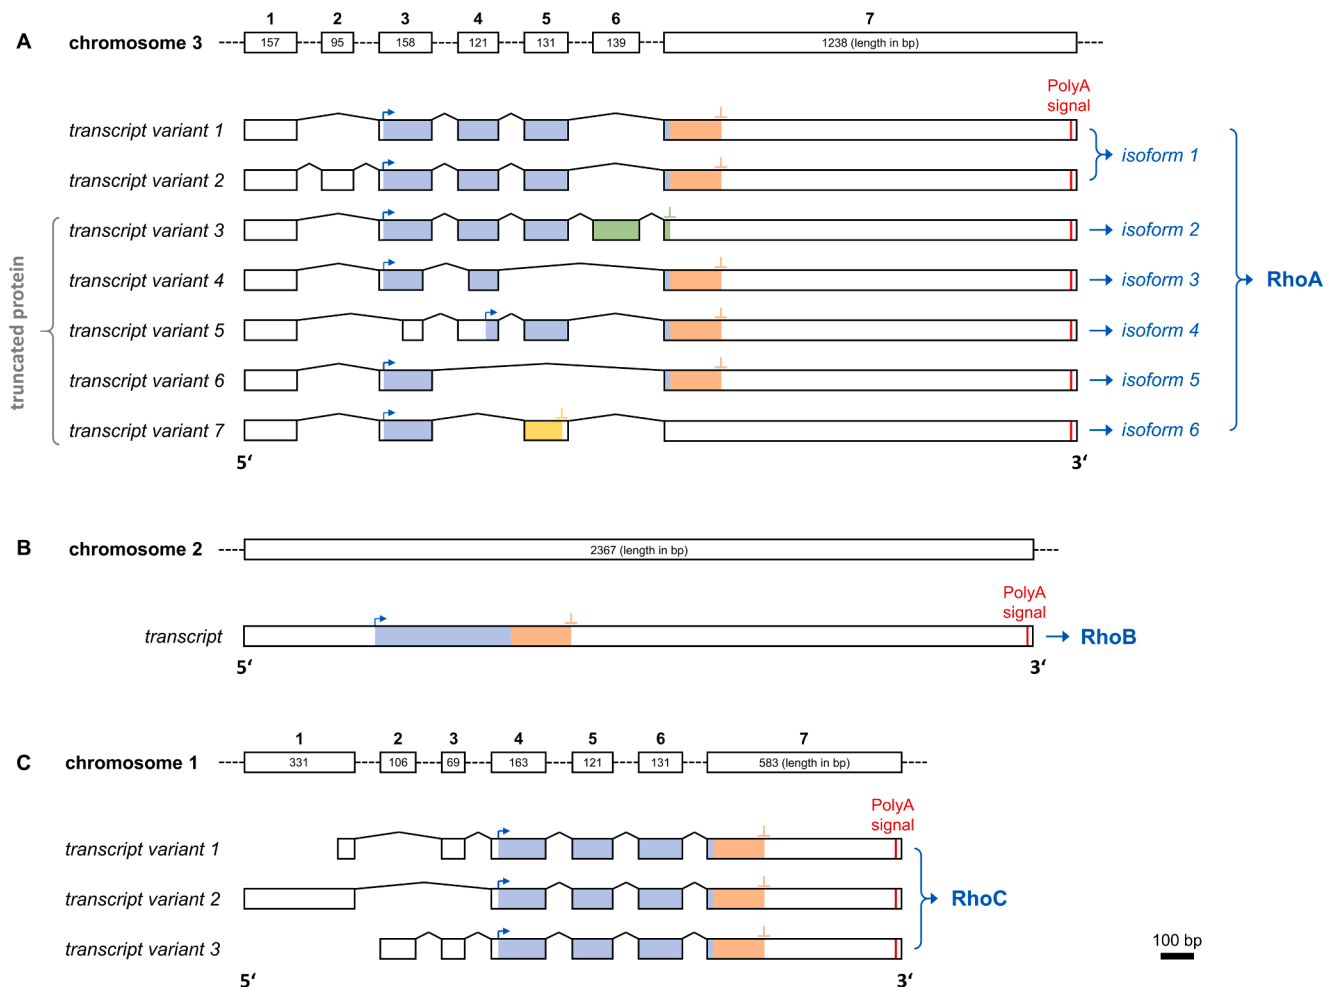 1 2 3 4 5 6 7
A chromosome 3 157 95 158 121 131 139 1238 (length in bp)
PolyA
signal
transcript variant 1
isoform 1
transcript variant 2
transcript variant 3 isoform 2
transcript variant 4 isoform 3
RhoA
transcript variant 5 isoform 4
transcript variant 6 isoform 5
transcript variant 7 isoform 6
truncated protein
5‘ 3‘
B chromosome 2 2367 (length in bp)
PolyA
signal
transcript RhoB
5‘ 3‘
1 2 3 4 5 6 7
C chromosome 1 331 106 69 163 121 131 583 (length in bp)
PolyA
signal
transcript variant 1
transcript variant 2 RhoC
transcript variant 3
100 bp
5‘ 3‘